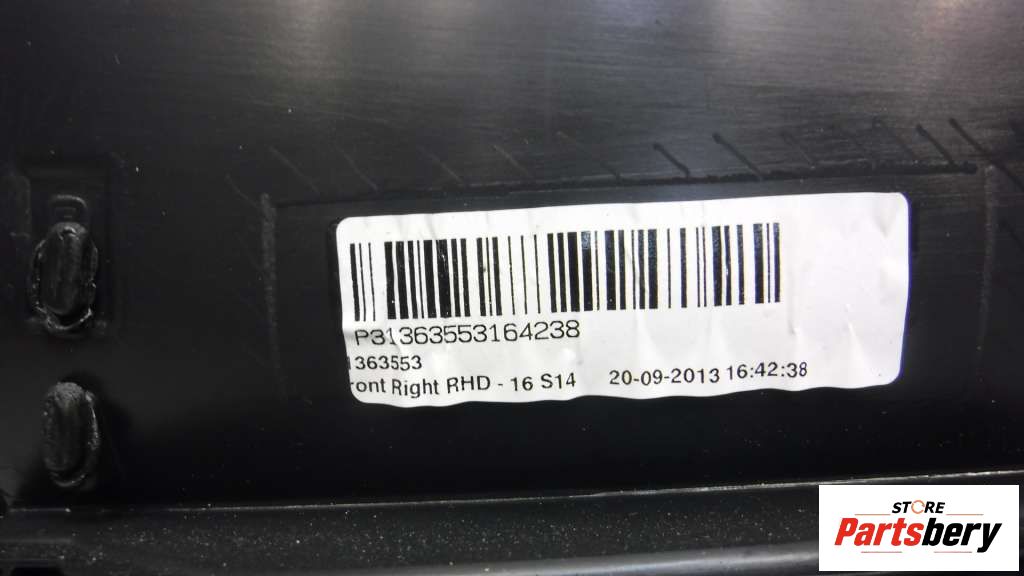 P31363553164238
1363553
ront Right RHD - 16 S14 20-09-2013 16:42:38
STORE
Partsbery